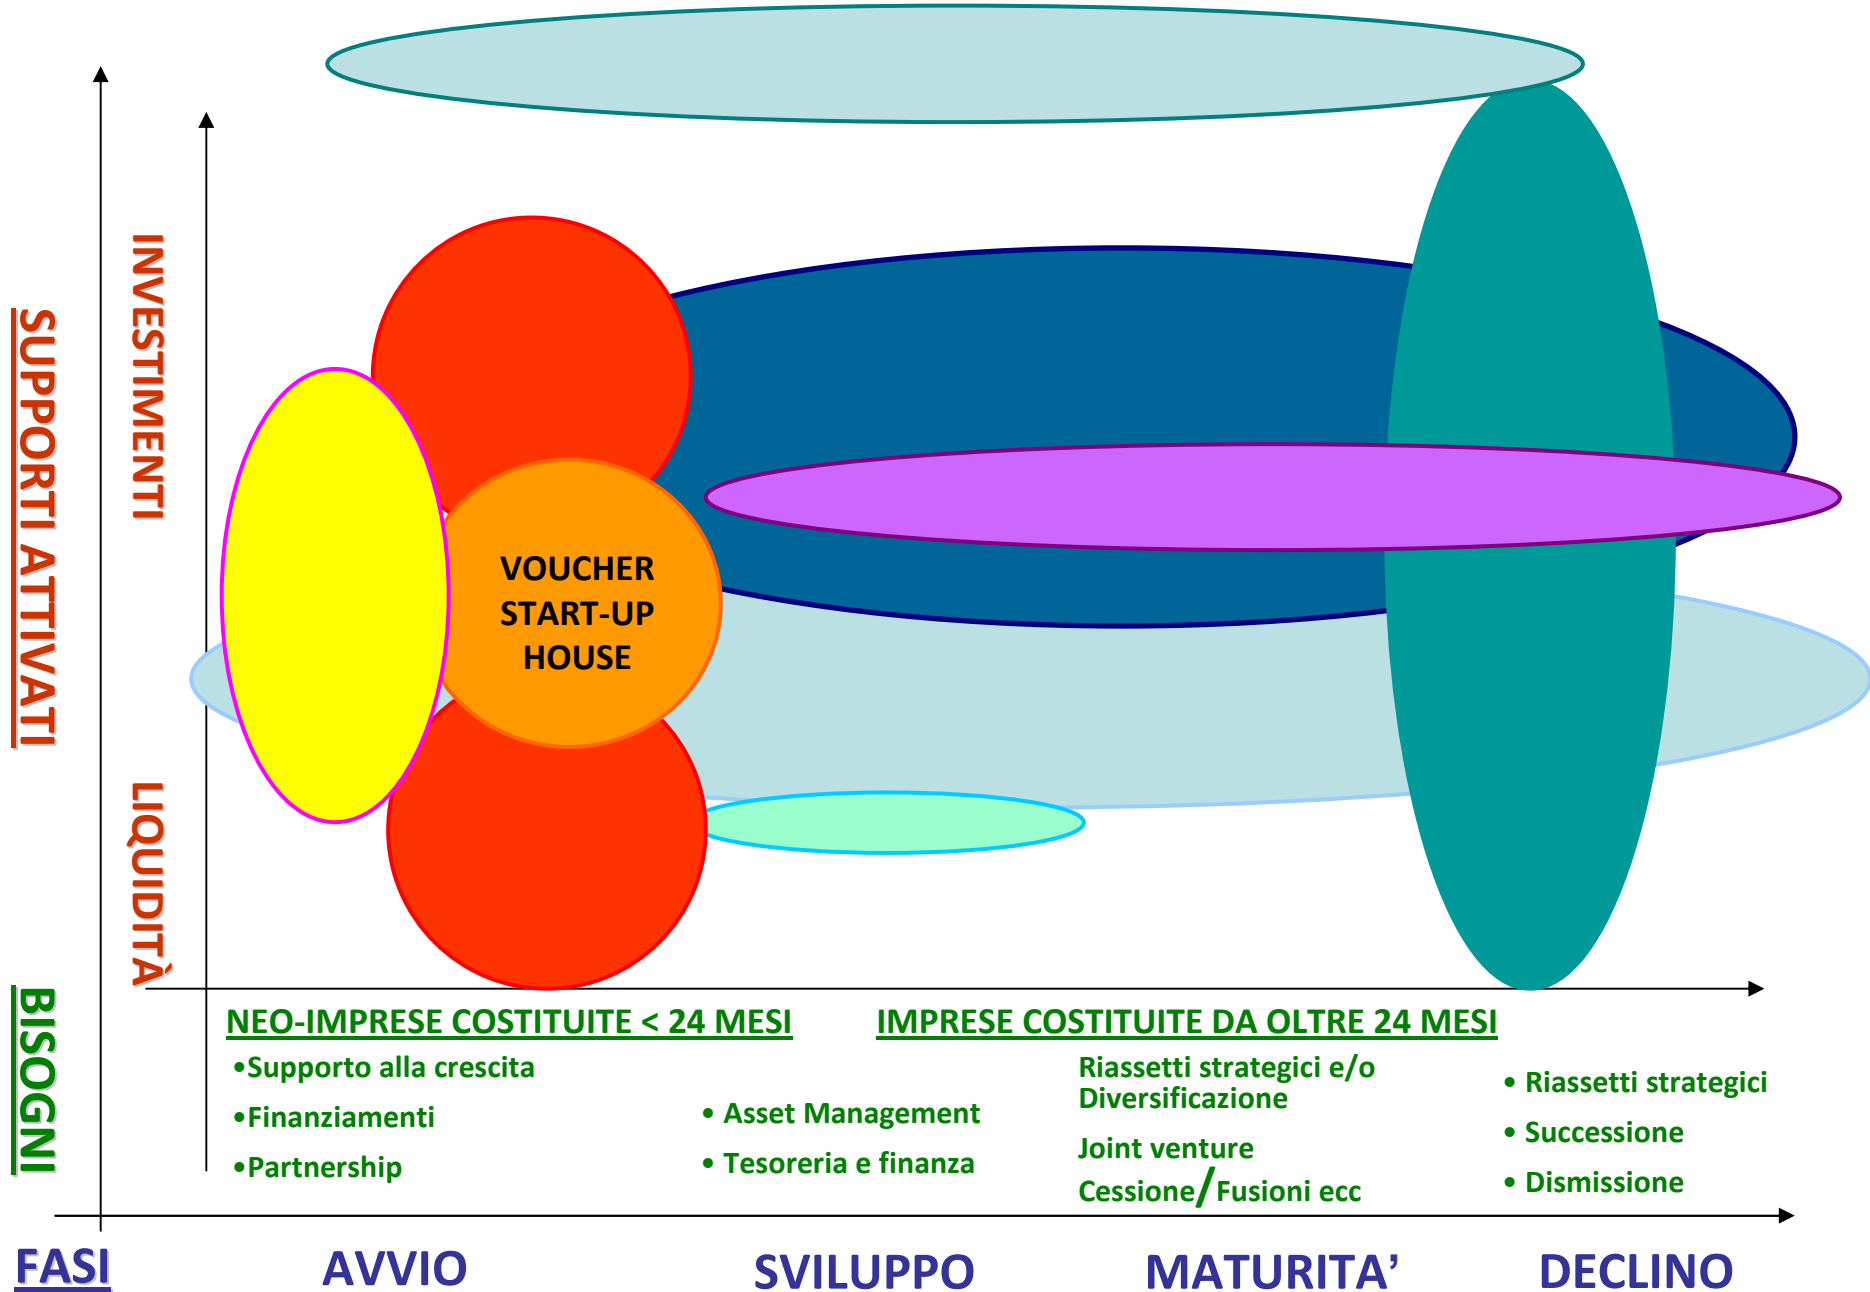 SUPPORTI ATTIVATI
INVESTIMENTI
LIQUIDITÀ
VOUCHER
START-UP
HOUSE
BISOGNI
NEO-IMPRESE COSTITUITE < 24 MESI
•Supporto alla crescita
•Finanziamenti
•Partnership
• Asset Management
• Tesoreria e finanza
IMPRESE COSTITUITE DA OLTRE 24 MESI
Riassetti strategici e/o
Diversificazione
Joint venture
Cessione/Fusioni ecc
• Riassetti strategici
• Successione
• Dismissione
FASI
AVVIO
SVILUPPO
MATURITA’
DECLINO